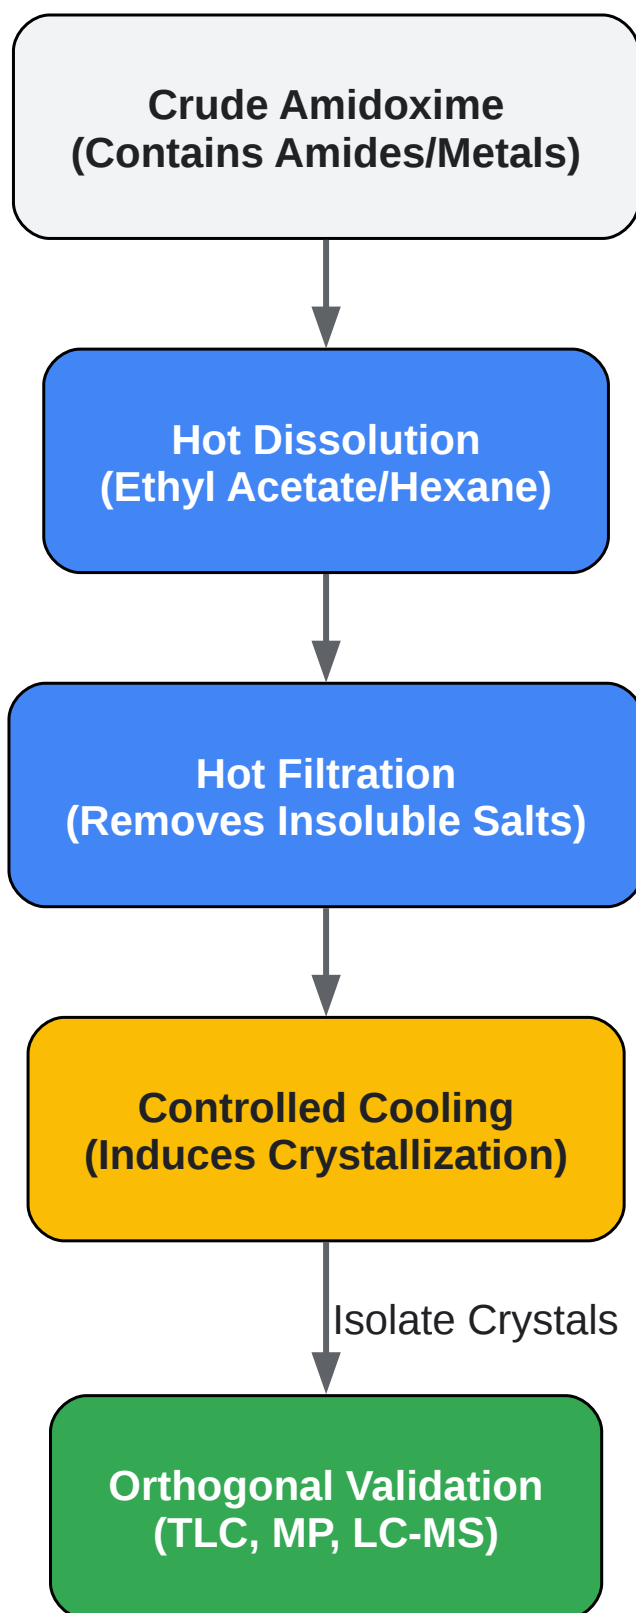 Crude Amidoxime
(Contains Amides/Metals)
Hot Dissolution
(Ethyl Acetate/Hexane)
Hot Filtration
(Removes Insoluble Salts)
Controlled Cooling
(Induces Crystallization)
Isolate Crystals
Orthogonal Validation
(TLC, MP, LC-MS)